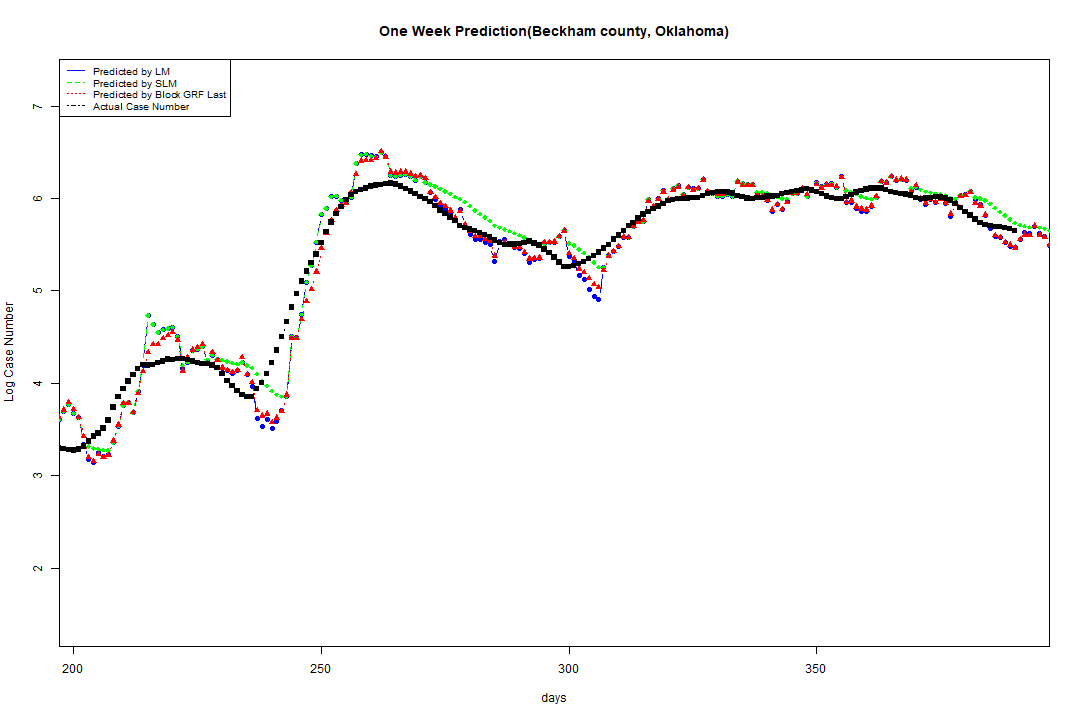 One Week Prediction(Beckham county, Oklahoma)
Predicted by LM
Predicted by SLM
Predicted by Block GRF Last
Actual Case Number
7
6
5
4
3
2
Log Case Number
200
250
300
350
days